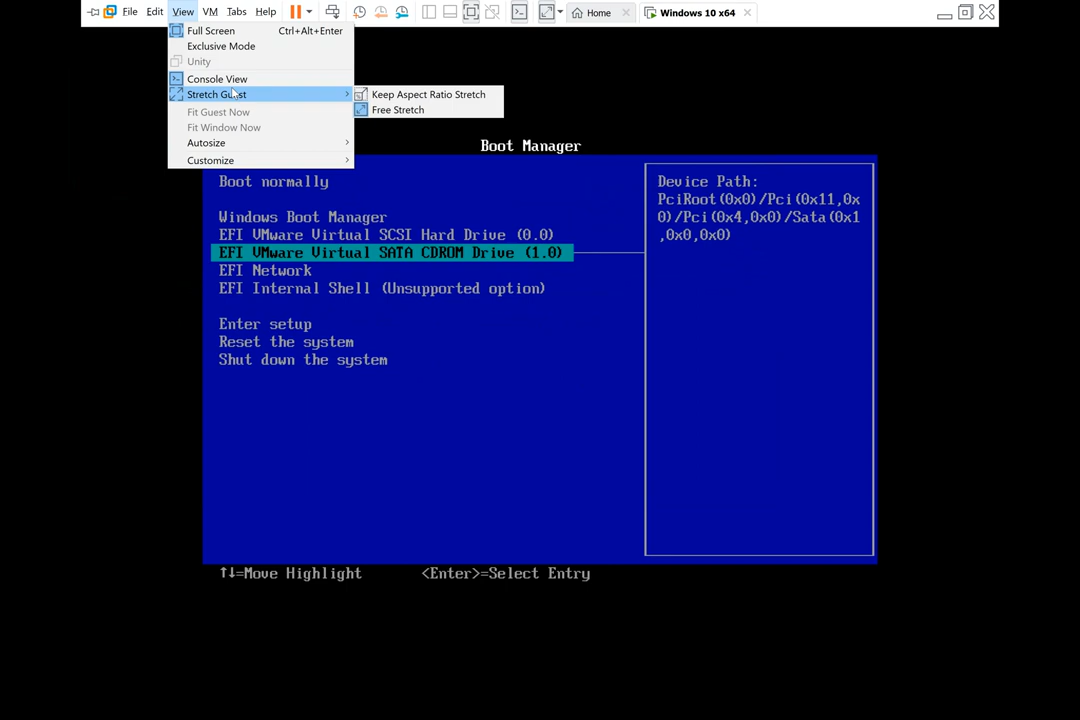 File Edit View VM Tabs Help Home Windows 10 x64
Full Screen Ctrl+Alt+Enter
Exclusive Mode
Unity
Console View
Stretch Guest
Fit Guest Now
Fit Window Now
Autosize
Customize
Keep Aspect Ratio Stretch
Free Stretch
Boot Manager
Boot normally
Windows Boot Manager
EFI VMware Virtual SCSI Hard Drive (0.0)
EFI VMware Virtual SATA CDROM Drive (1.0)
EFI Network
EFI Internal Shell (Unsupported option)
Enter setup
Reset the system
Shut down the system
Device Path:
PciRoot(0x0)/Pci(0x11,0x
0)/Pci(0x4,0x0)/Sata(0x1
,0x0,0x0)
↑↓=Move Highlight <Enter>=Select Entry